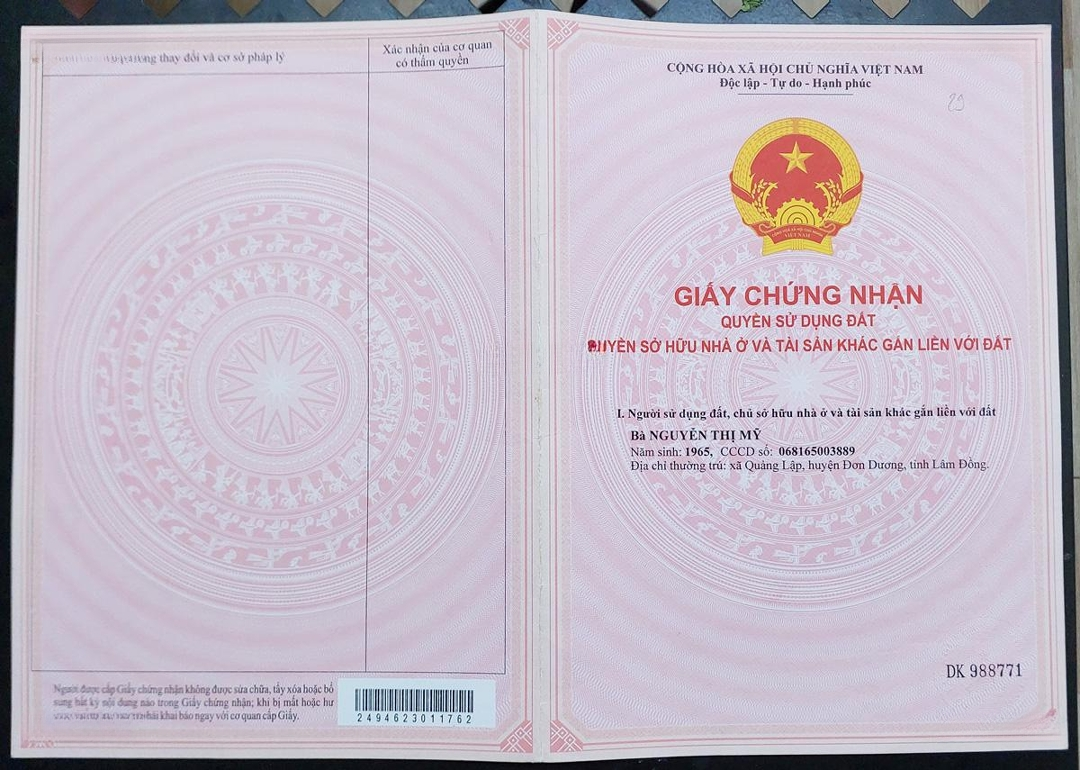 thay đổi và cơ sở pháp lý
Xác nhận của cơ quan
có thẩm quyền
Người được cấp Giấy chứng nhận không được sửa chữa, tẩy xóa hoặc bổ
sung bất kỳ nội dung nào trong Giấy chứng nhận; khi bị mất hoặc hư
khai báo ngay với cơ quan cấp Giấy.
2494623011762
CỘNG HÒA XÃ HỘI CHỦ NGHĨA VIỆT NAM
Độc lập - Tự do - Hạnh phúc
29
VIỆT NAM
GIẤY CHỨNG NHẬN
QUYỀN SỬ DỤNG ĐẤT
QUYỀN SỞ HỮU NHÀ Ở VÀ TÀI SẢN KHÁC GẮN LIỀN VỚI ĐẤT
I. Người sử dụng đất, chủ sở hữu nhà ở và tài sản khác gắn liền với đất
Bà NGUYỄN THỊ MỸ
Năm sinh: 1965, CCCD số: 068165003889
Địa chỉ thường trú: xã Quảng Lập, huyện Đơn Dương, tỉnh Lâm Đồng.
DK 988771